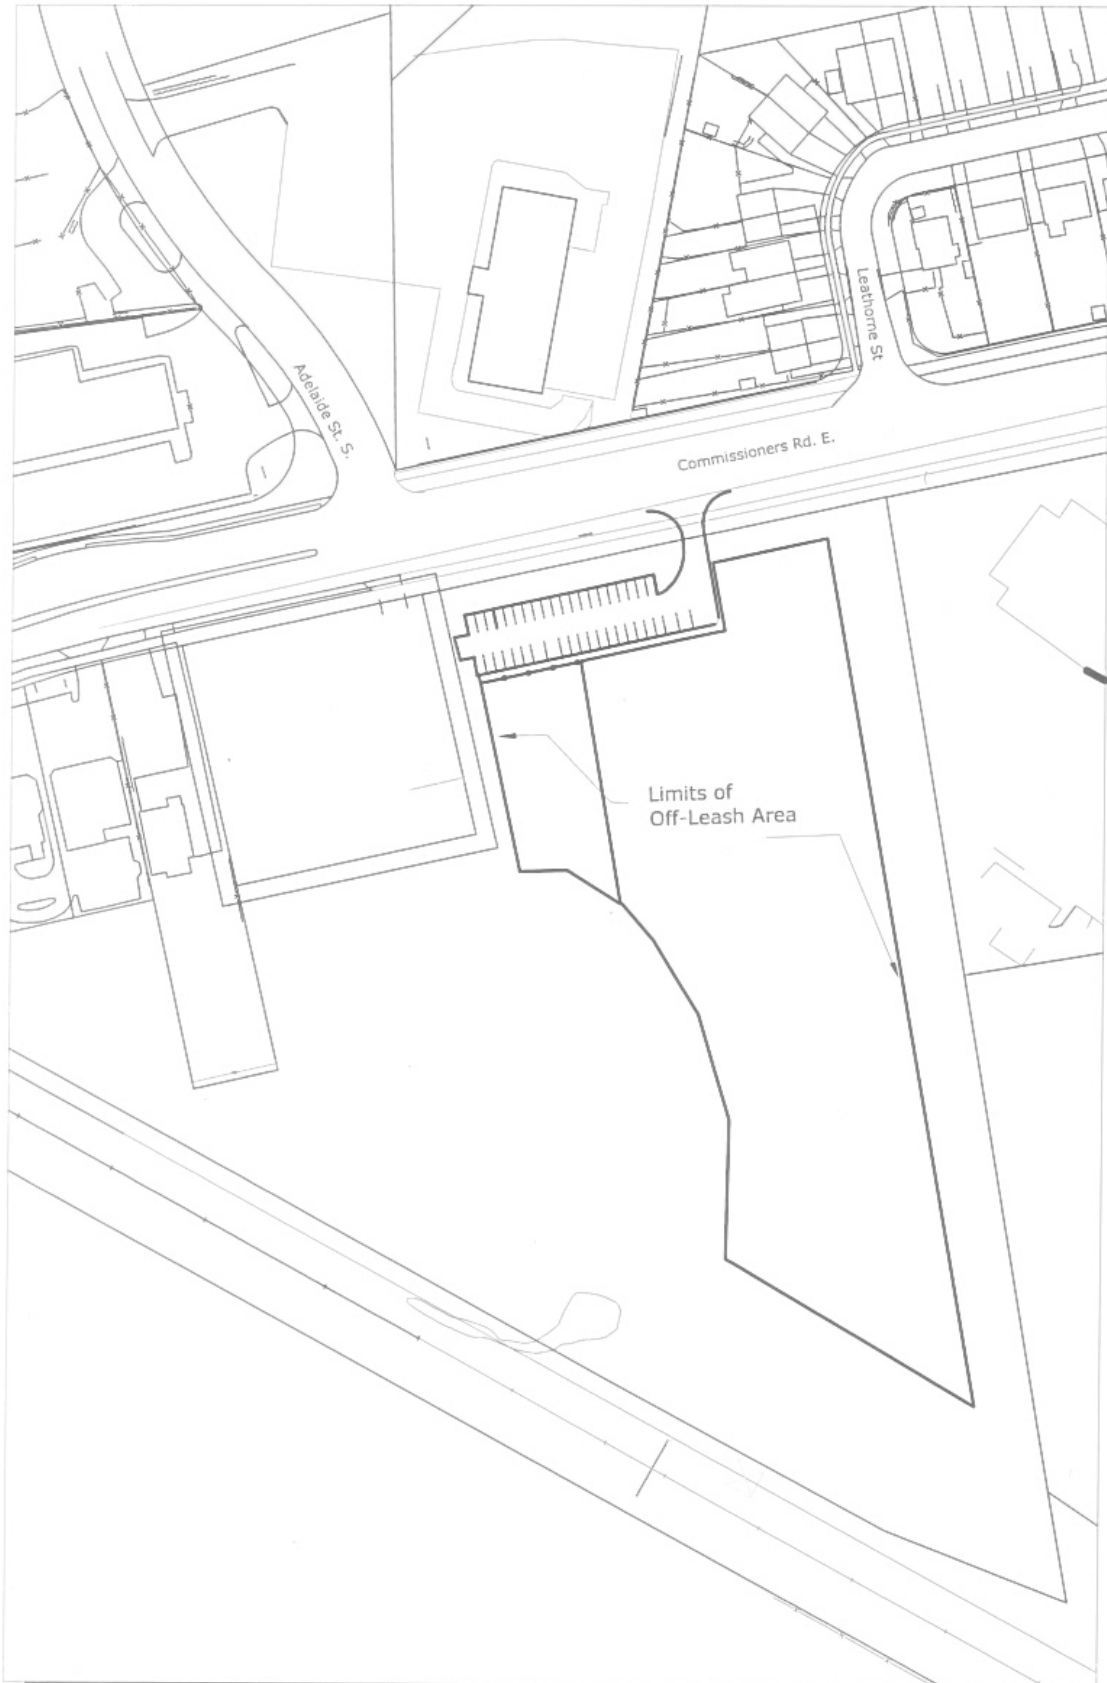 Leathorne St
Adelaide St. S.
Commissioners Rd. E.
Limits of
Off-Leash Area